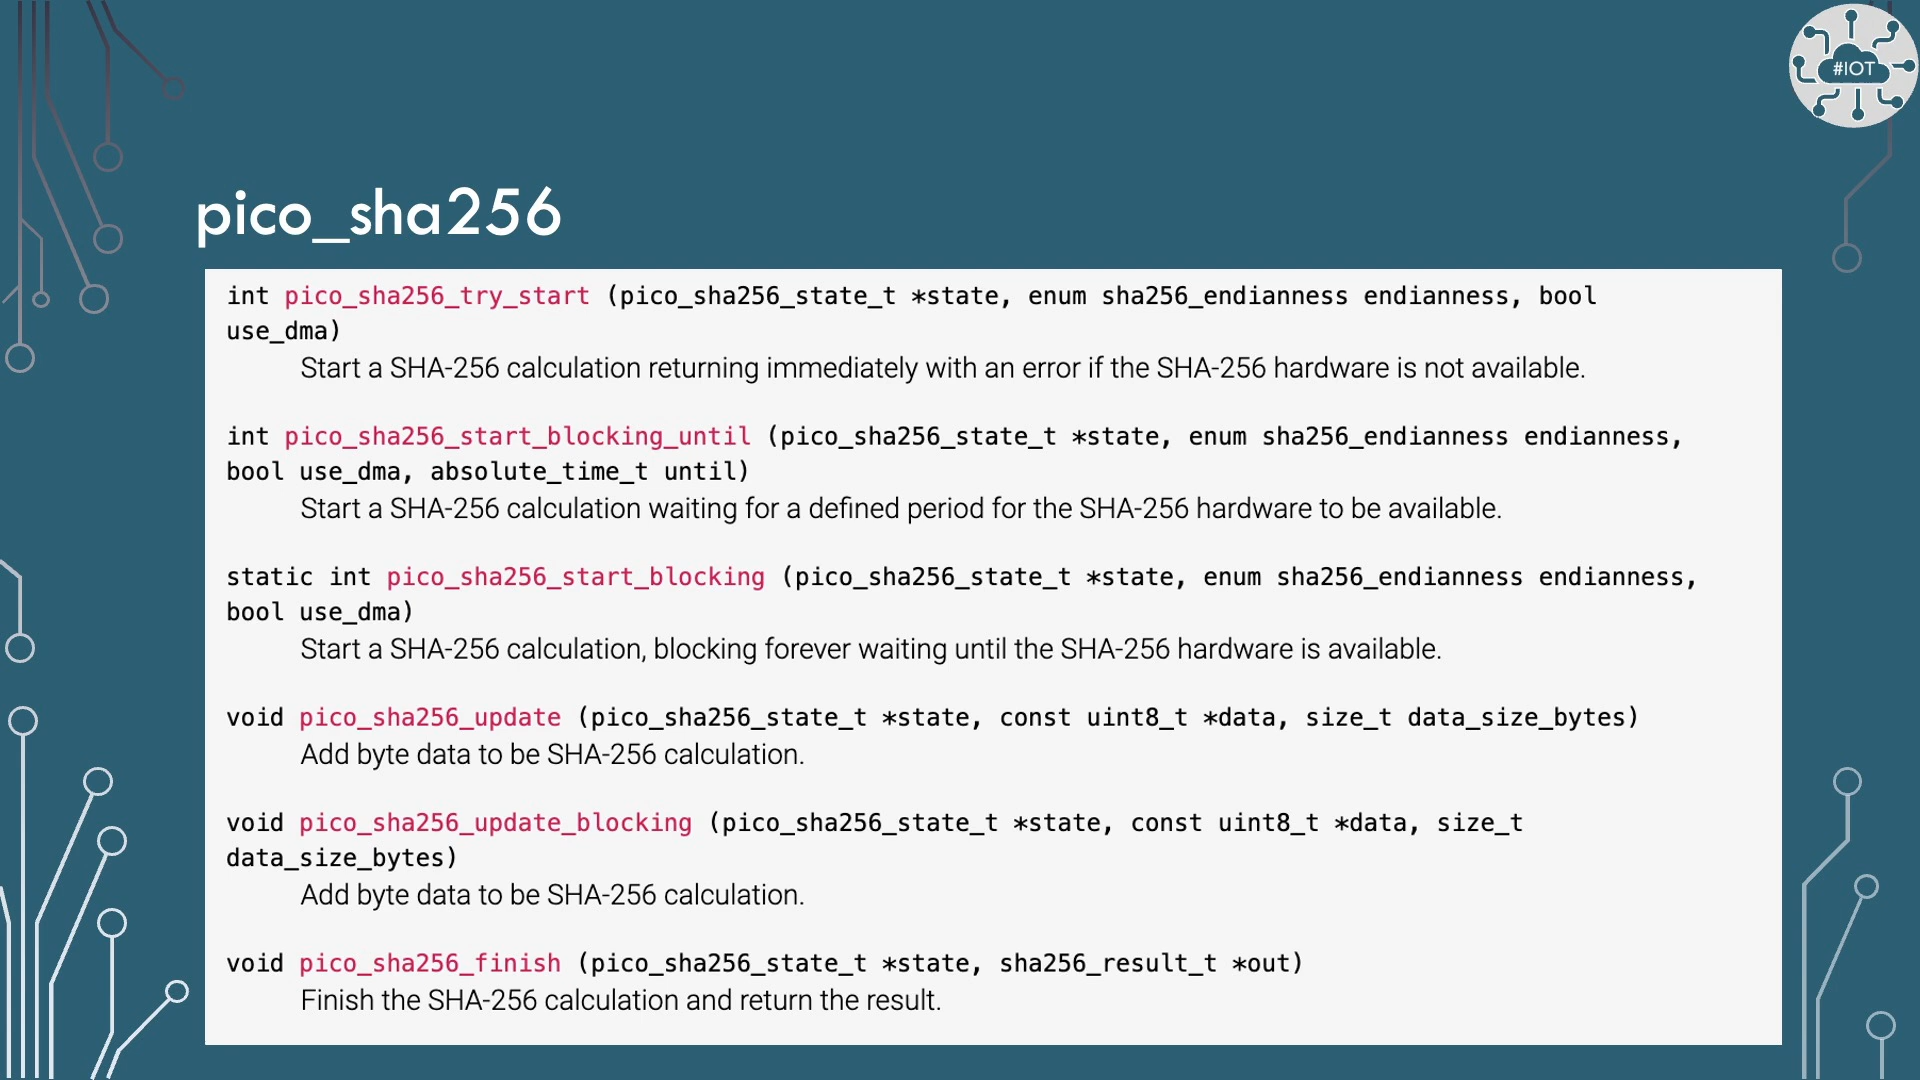 #IOT
pico_sha256
int pico_sha256_try_start (pico_sha256_state_t *state, enum sha256_endianness endianness, bool
use_dma)
Start a SHA-256 calculation returning immediately with an error if the SHA-256 hardware is not available.
int pico_sha256_start_blocking_until (pico_sha256_state_t *state, enum sha256_endianness endianness,
bool use_dma, absolute_time_t until)
Start a SHA-256 calculation waiting for a defined period for the SHA-256 hardware to be available.
static int pico_sha256_start_blocking (pico_sha256_state_t *state, enum sha256_endianness endianness,
bool use_dma)
Start a SHA-256 calculation, blocking forever waiting until the SHA-256 hardware is available.
void pico_sha256_update (pico_sha256_state_t *state, const uint8_t *data, size_t data_size_bytes)
Add byte data to be SHA-256 calculation.
void pico_sha256_update_blocking (pico_sha256_state_t *state, const uint8_t *data, size_t
data_size_bytes)
Add byte data to be SHA-256 calculation.
void pico_sha256_finish (pico_sha256_state_t *state, sha256_result_t *out)
Finish the SHA-256 calculation and return the result.